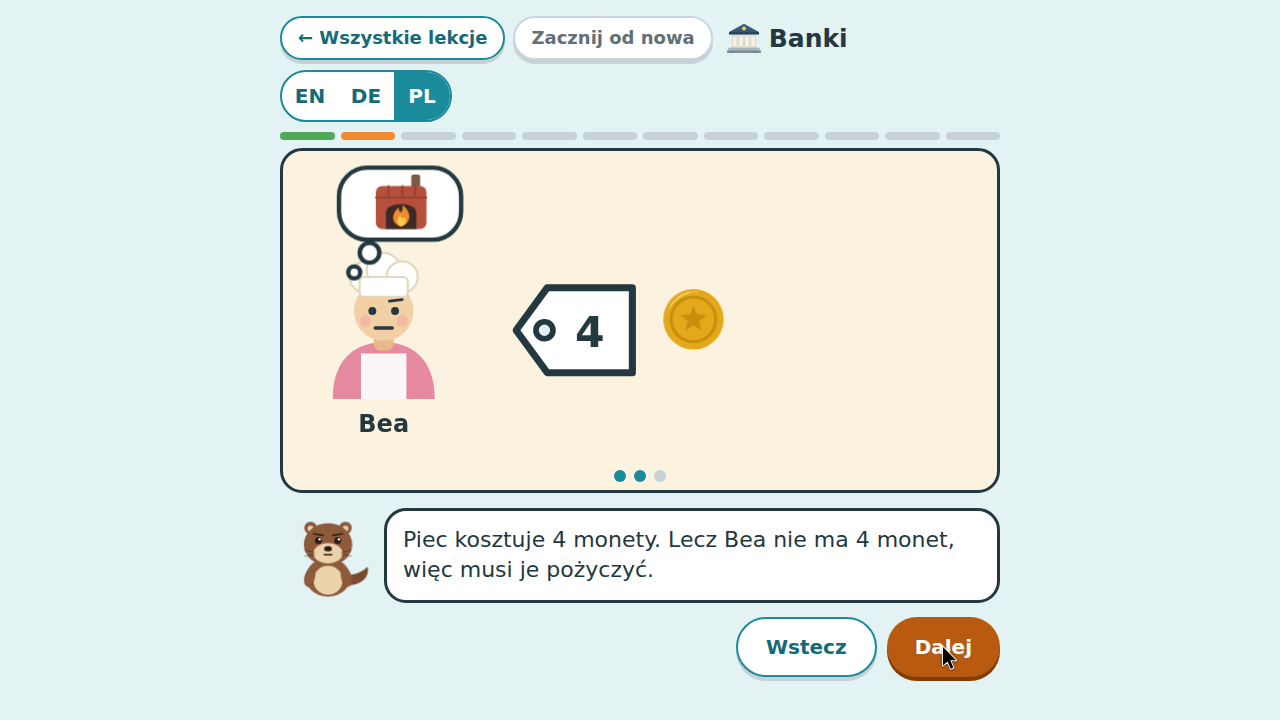 ← Wszystkie lekcje
Zacznij od nowa
Banki
EN
DE
PL
4
Bea
Piec kosztuje 4 monety. Lecz Bea nie ma 4 monet,
więc musi je pożyczyć.
Wstecz
Dalej